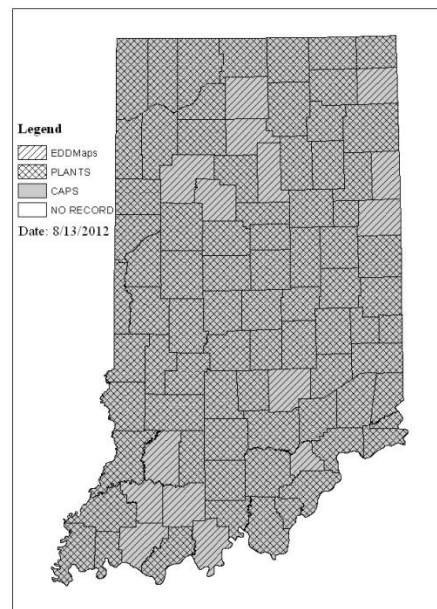 Legend
EDDMaps
PLANTS
CAPS
NO RECORD
Date: 8/13/2012